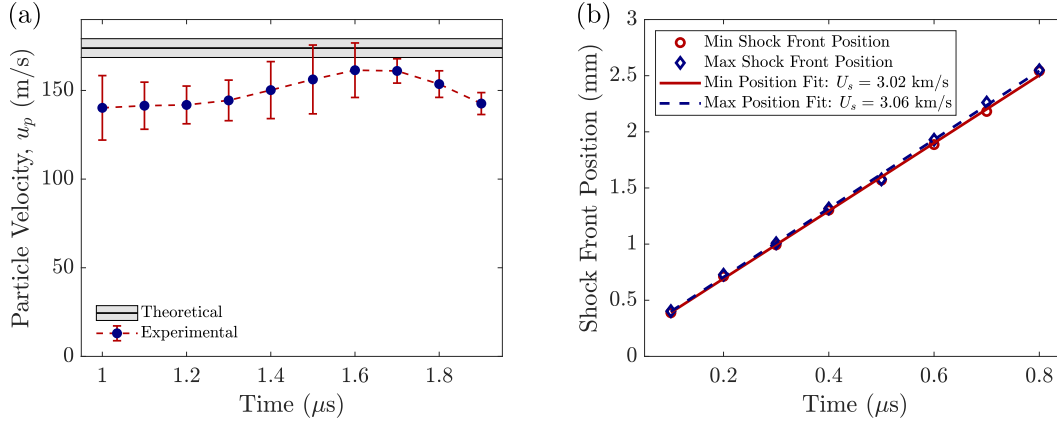 (a)
Particle Velocity, u_p (m/s)
150
100
50
0
Theoretical
Experimental
1
1.2
1.4
1.6
1.8
Time (μs)
(b)
Shock Front Position (mm)
3
2.5
2
1.5
1
0.5
0
Min Shock Front Position
Max Shock Front Position
Min Position Fit: U_s = 3.02 km/s
Max Position Fit: U_s = 3.06 km/s
0.2
0.4
0.6
0.8
Time (μs)